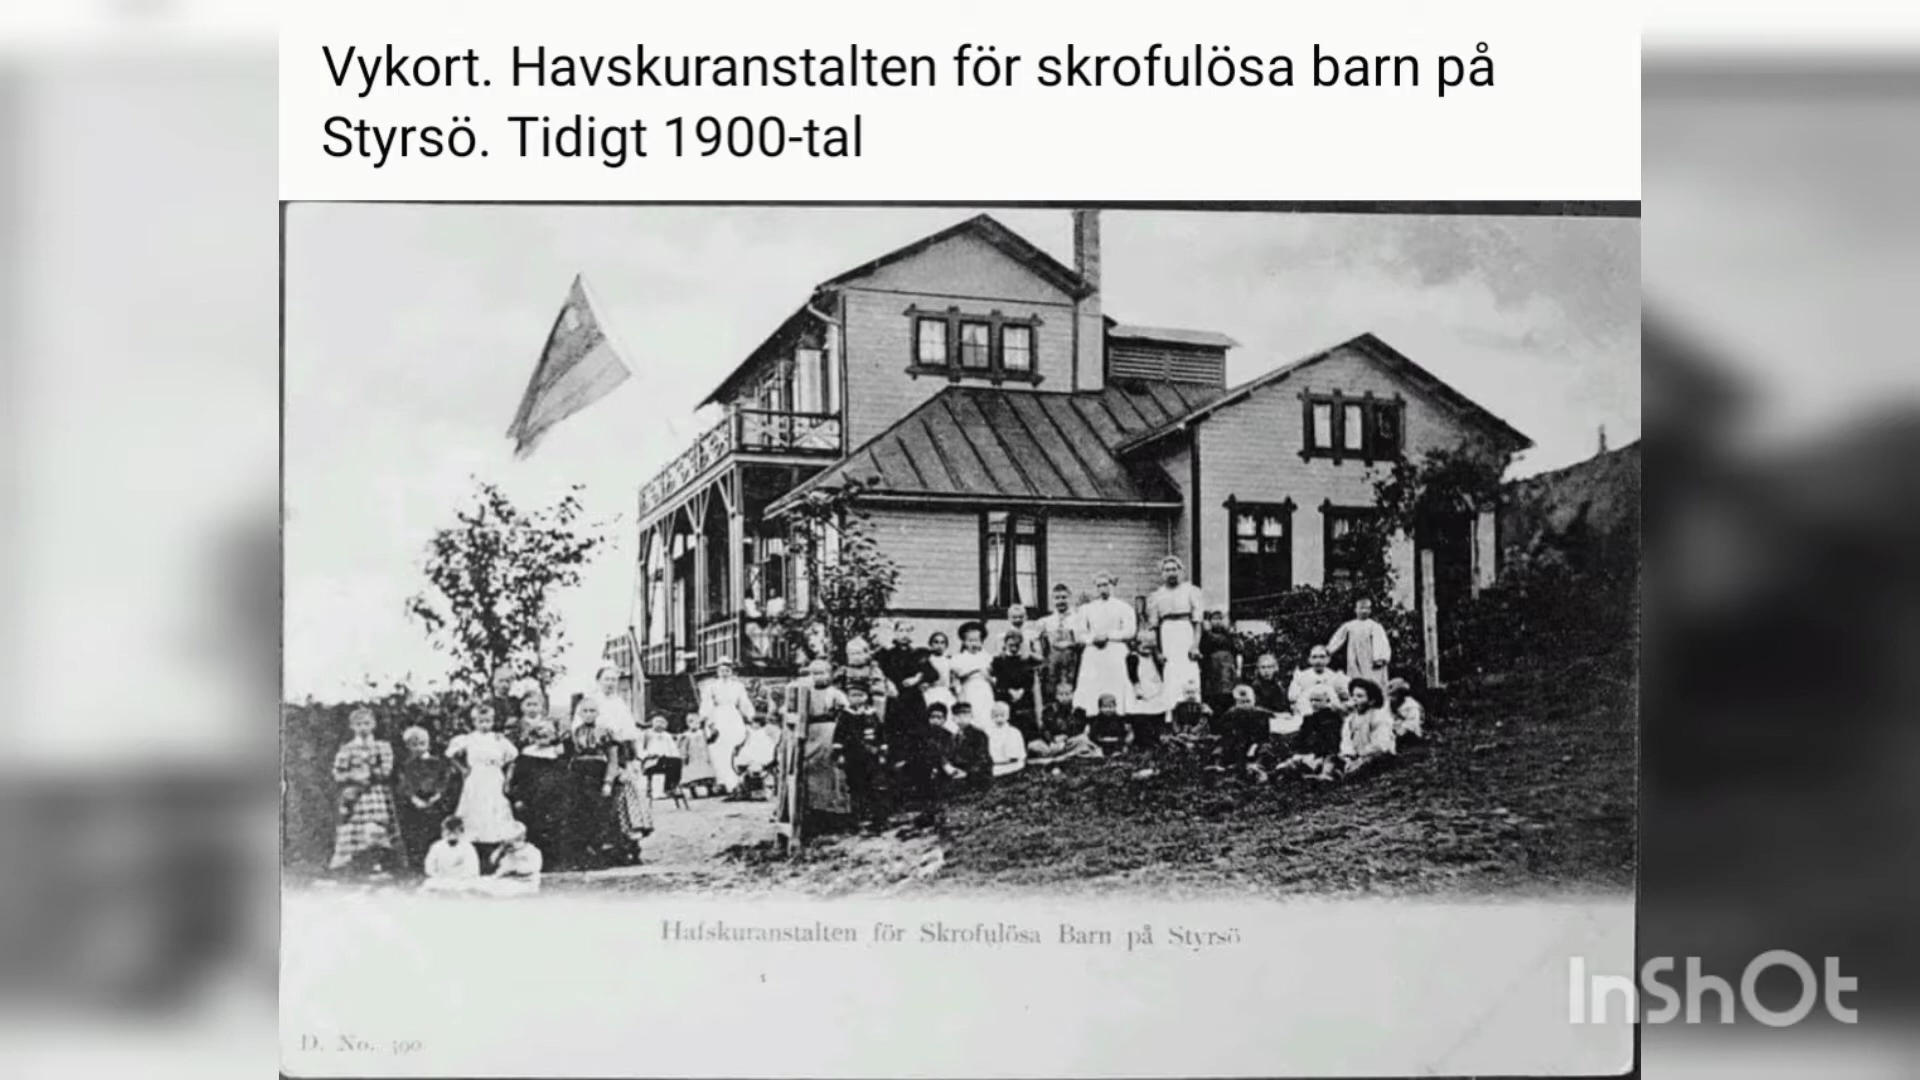 Vykort. Havskuranstalten för skrofulösa barn på
Styrsö. Tidigt 1900-tal
Hafskuranstalten för Skrofulösa Barn på Styrsö
D. No. 390
InShOt